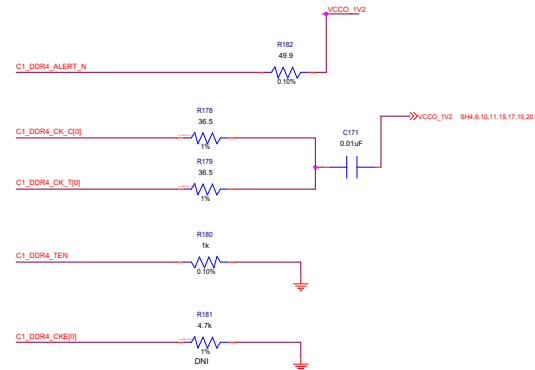 VCCO_1V2
R182
49.9
C1_DDR4_ALERT_N
0.10%
R178
36.5
C1_DDR4_CK_C[0]
1%
VCCO_1V2 SH4,6,10,11,15,17,19,20
C171
0.01uF
R179
36.5
C1_DDR4_CK_T[0]
1%
R180
1k
C1_DDR4_TEN
0.10%
R181
4.7k
C1_DDR4_CKE[0]
1%
DNI